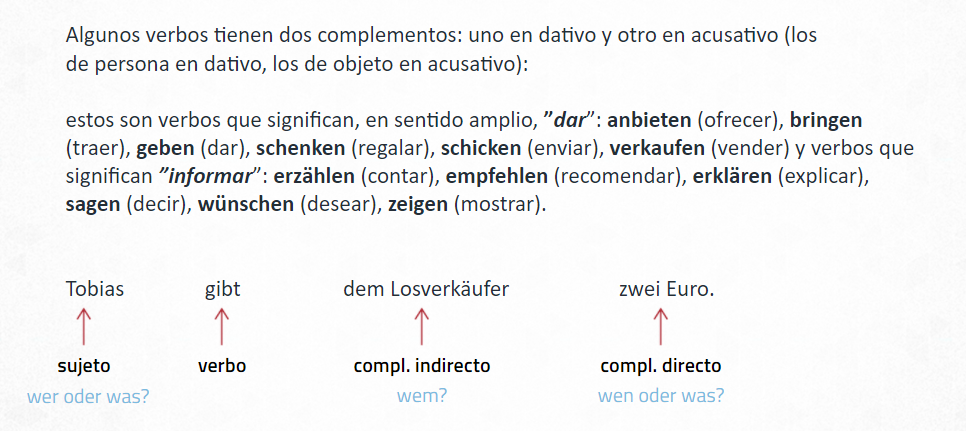 Algunos verbos tienen dos complementos: uno en dativo y otro en acusativo (los
de persona en dativo, los de objeto en acusativo):
estos son verbos que significan, en sentido amplio, ”dar”: anbieten (ofrecer), bringen
(traer), geben (dar), schenken (regalar), schicken (enviar), verkaufen (vender) y verbos que
significan ”informar”: erzählen (contar), empfehlen (recomendar), erklären (explicar),
sagen (decir), wünschen (desear), zeigen (mostrar).
Tobias gibt dem Losverkäufer zwei Euro.
sujeto verbo compl. indirecto compl. directo
wer oder was? wem? wen oder was?